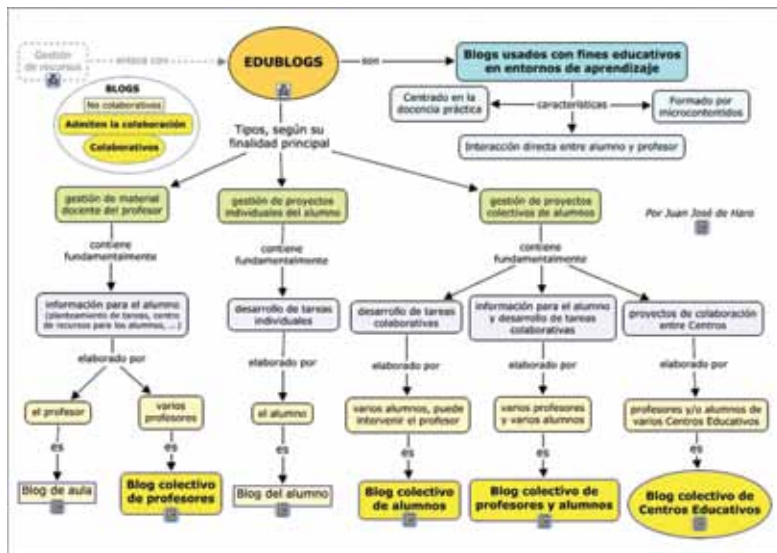 Gestión
de recursos
enlaza con
EDUBLOGS
son
Blogs usados con fines educativos
en entornos de aprendizaje
BLOGS
No colaborativos
Admiten la colaboración
Colaborativos
Centrado en la
docencia práctica
características
Formado por
microcontenidos
Interacción directa entre alumno y profesor
Tipos, según su
finalidad principal
gestión de material
docente del profesor
gestión de proyectos
individuales del alumno
gestión de proyectos
colectivos de alumnos
Por Juan José de Haro
contiene
fundamentalmente
contiene
fundamentalmente
contiene
fundamentalmente
información para el alumno
(planteamiento de tareas, centro
de recursos para los alumnos, ...)
desarrollo de tareas
individuales
desarrollo de tareas
colaborativas
información para el alumno
y desarrollo de tareas
colaborativas
proyectos de colaboración
entre Centros
elaborado por
elaborado por
elaborado por
elaborado por
elaborado por
el profesor
varios
profesores
el alumno
varios alumnos, puede
intervenir el profesor
varios profesores
y varios alumnos
profesores y/o alumnos de
varios Centros Educativos
es
es
es
es
es
es
Blog de aula
Blog colectivo
de profesores
Blog del alumno
Blog colectivo
de alumnos
Blog colectivo de
profesores y alumnos
Blog colectivo de
Centros Educativos